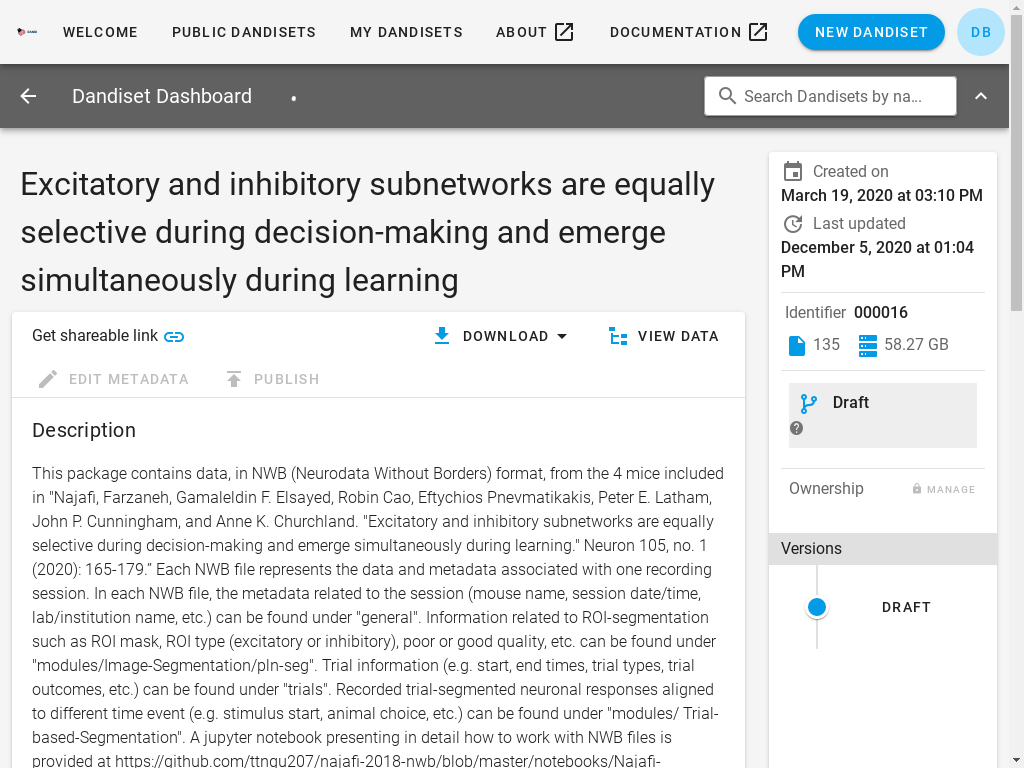 WELCOME PUBLIC DANDISETS MY DANDISETS ABOUT DOCUMENTATION NEW DANDISET DB
Dandiset Dashboard Search Dandisets by na...
Excitatory and inhibitory subnetworks are equally
selective during decision-making and emerge
simultaneously during learning
Get shareable link DOWNLOAD VIEW DATA
EDIT METADATA PUBLISH
Description
This package contains data, in NWB (Neurodata Without Borders) format, from the 4 mice included
in "Najafi, Farzaneh, Gamaleldin F. Elsayed, Robin Cao, Eftychios Pnevmatikakis, Peter E. Latham,
John P. Cunningham, and Anne K. Churchland. "Excitatory and inhibitory subnetworks are equally
selective during decision-making and emerge simultaneously during learning." Neuron 105, no. 1
(2020): 165-179.” Each NWB file represents the data and metadata associated with one recording
session. In each NWB file, the metadata related to the session (mouse name, session date/time,
lab/institution name, etc.) can be found under "general". Information related to ROI-segmentation
such as ROI mask, ROI type (excitatory or inhibitory), poor or good quality, etc. can be found under
"modules/Image-Segmentation/pln-seg". Trial information (e.g. start, end times, trial types, trial
outcomes, etc.) can be found under "trials". Recorded trial-segmented neuronal responses aligned
to different time event (e.g. stimulus start, animal choice, etc.) can be found under "modules/ Trial-
based-Segmentation". A jupyter notebook presenting in detail how to work with NWB files is
provided at https://github.com/ttngu207/najafi-2018-nwb/blob/master/notebooks/Najafi-
Created on
March 19, 2020 at 03:10 PM
Last updated
December 5, 2020 at 01:04
PM
Identifier 000016
135 58.27 GB
Draft
Ownership MANAGE
Versions
DRAFT